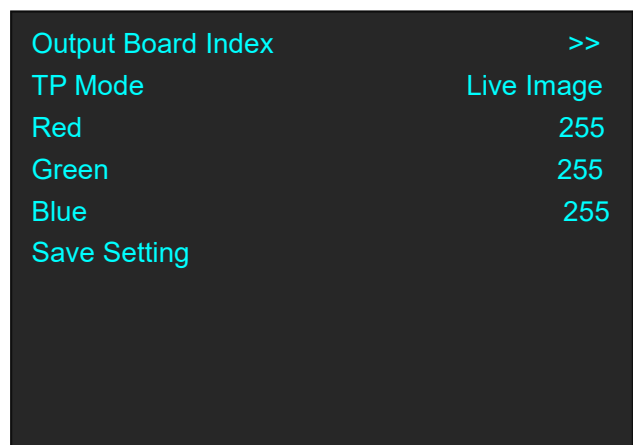 Output Board Index >>
TP Mode Live Image
Red 255
Green 255
Blue 255
Save Setting